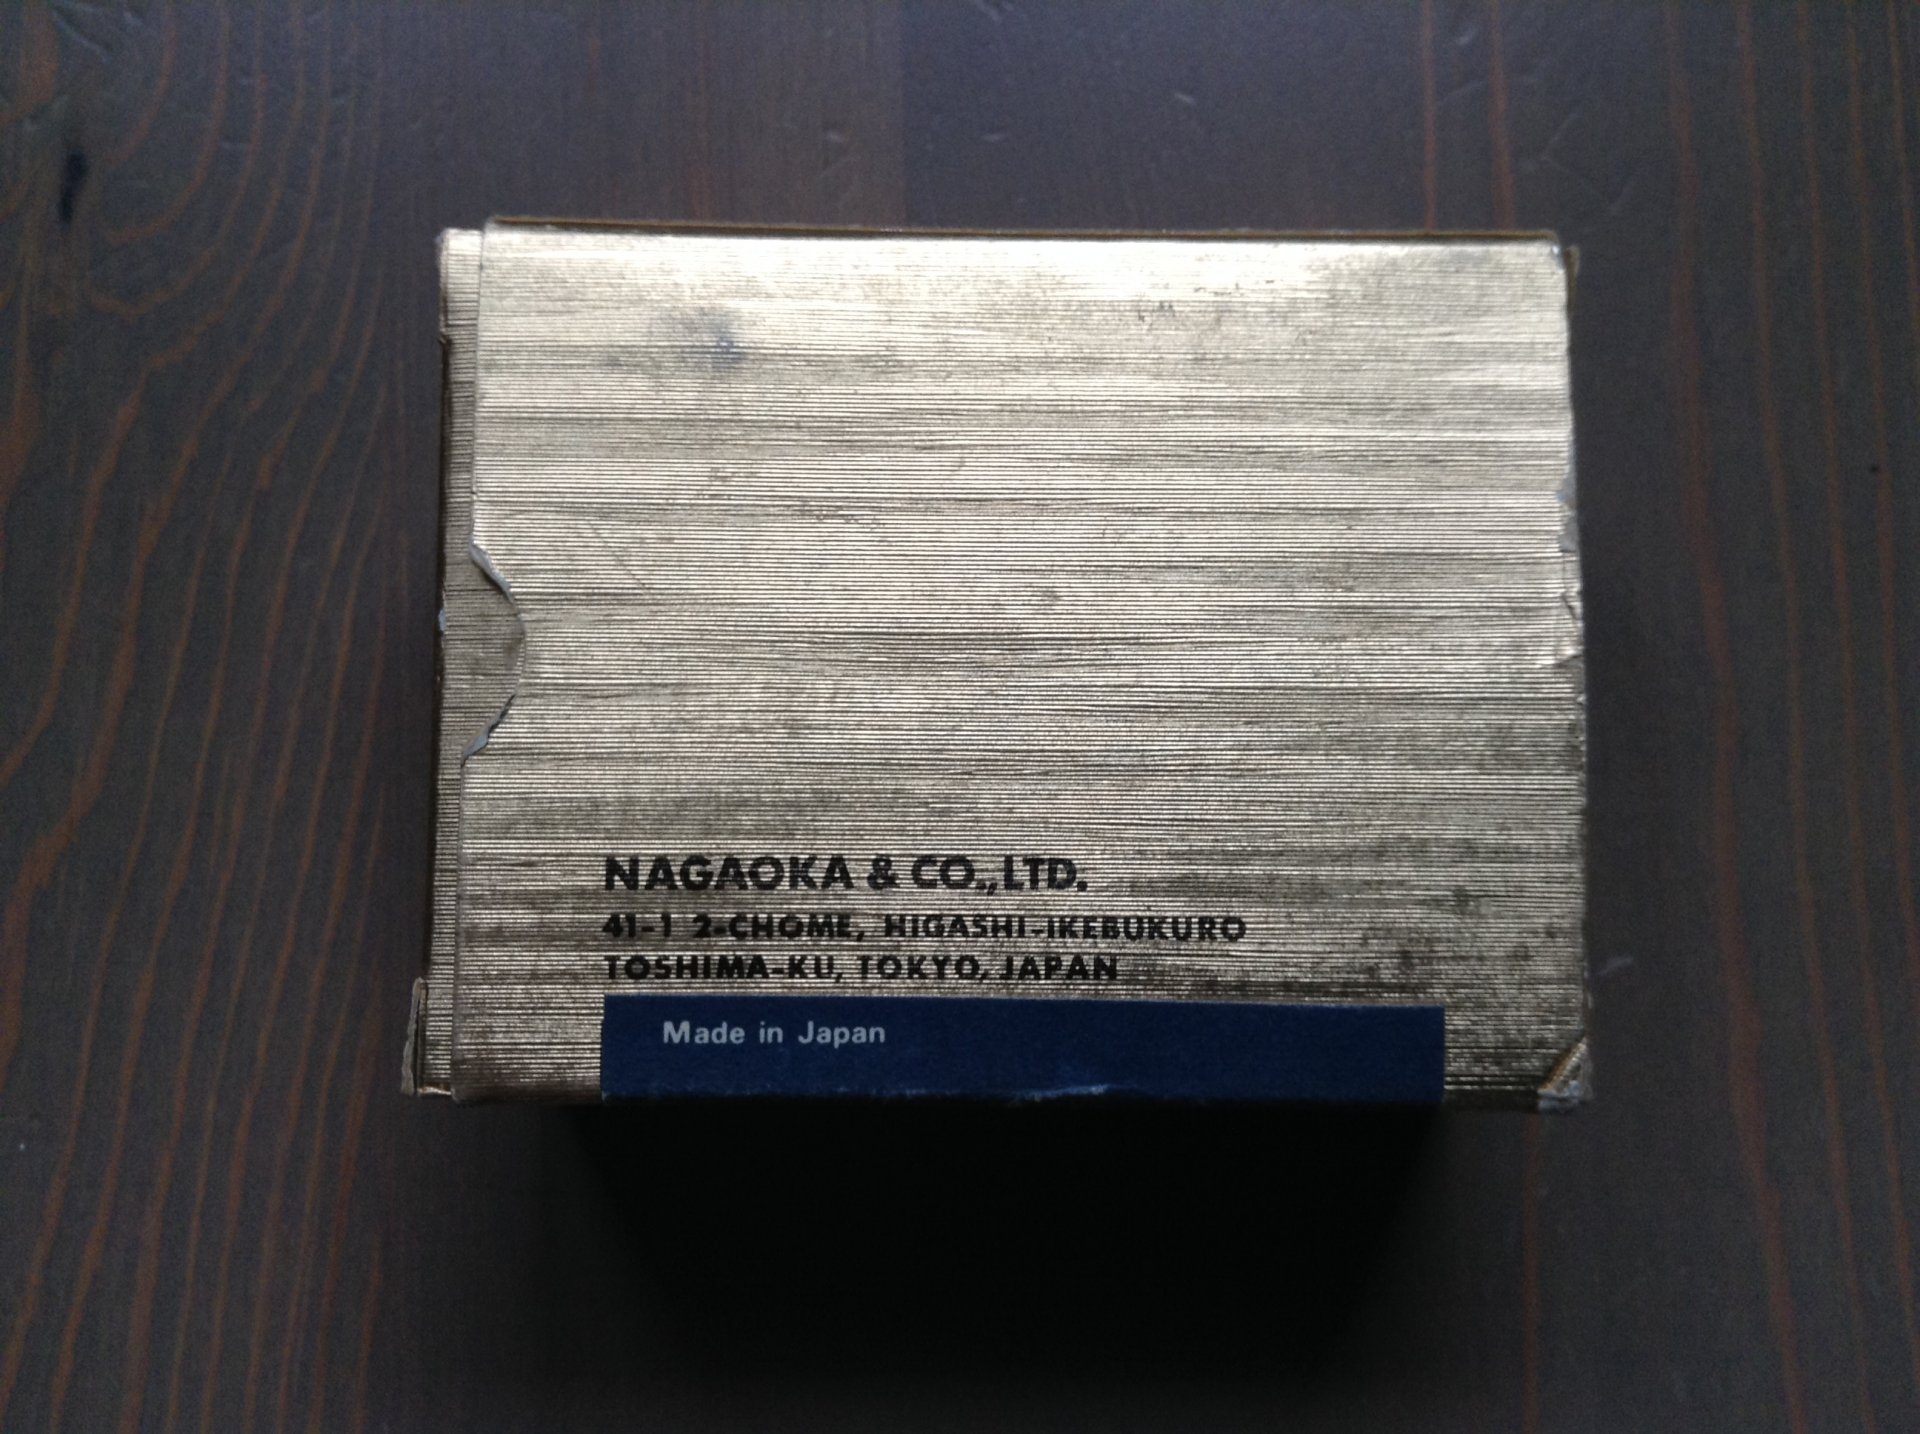 NAGAOKA & CO.,LTD.
41-1 2-CHOME, HIGASHI-IKEBUKURO
TOSHIMA-KU, TOKYO, JAPAN
Made in Japan